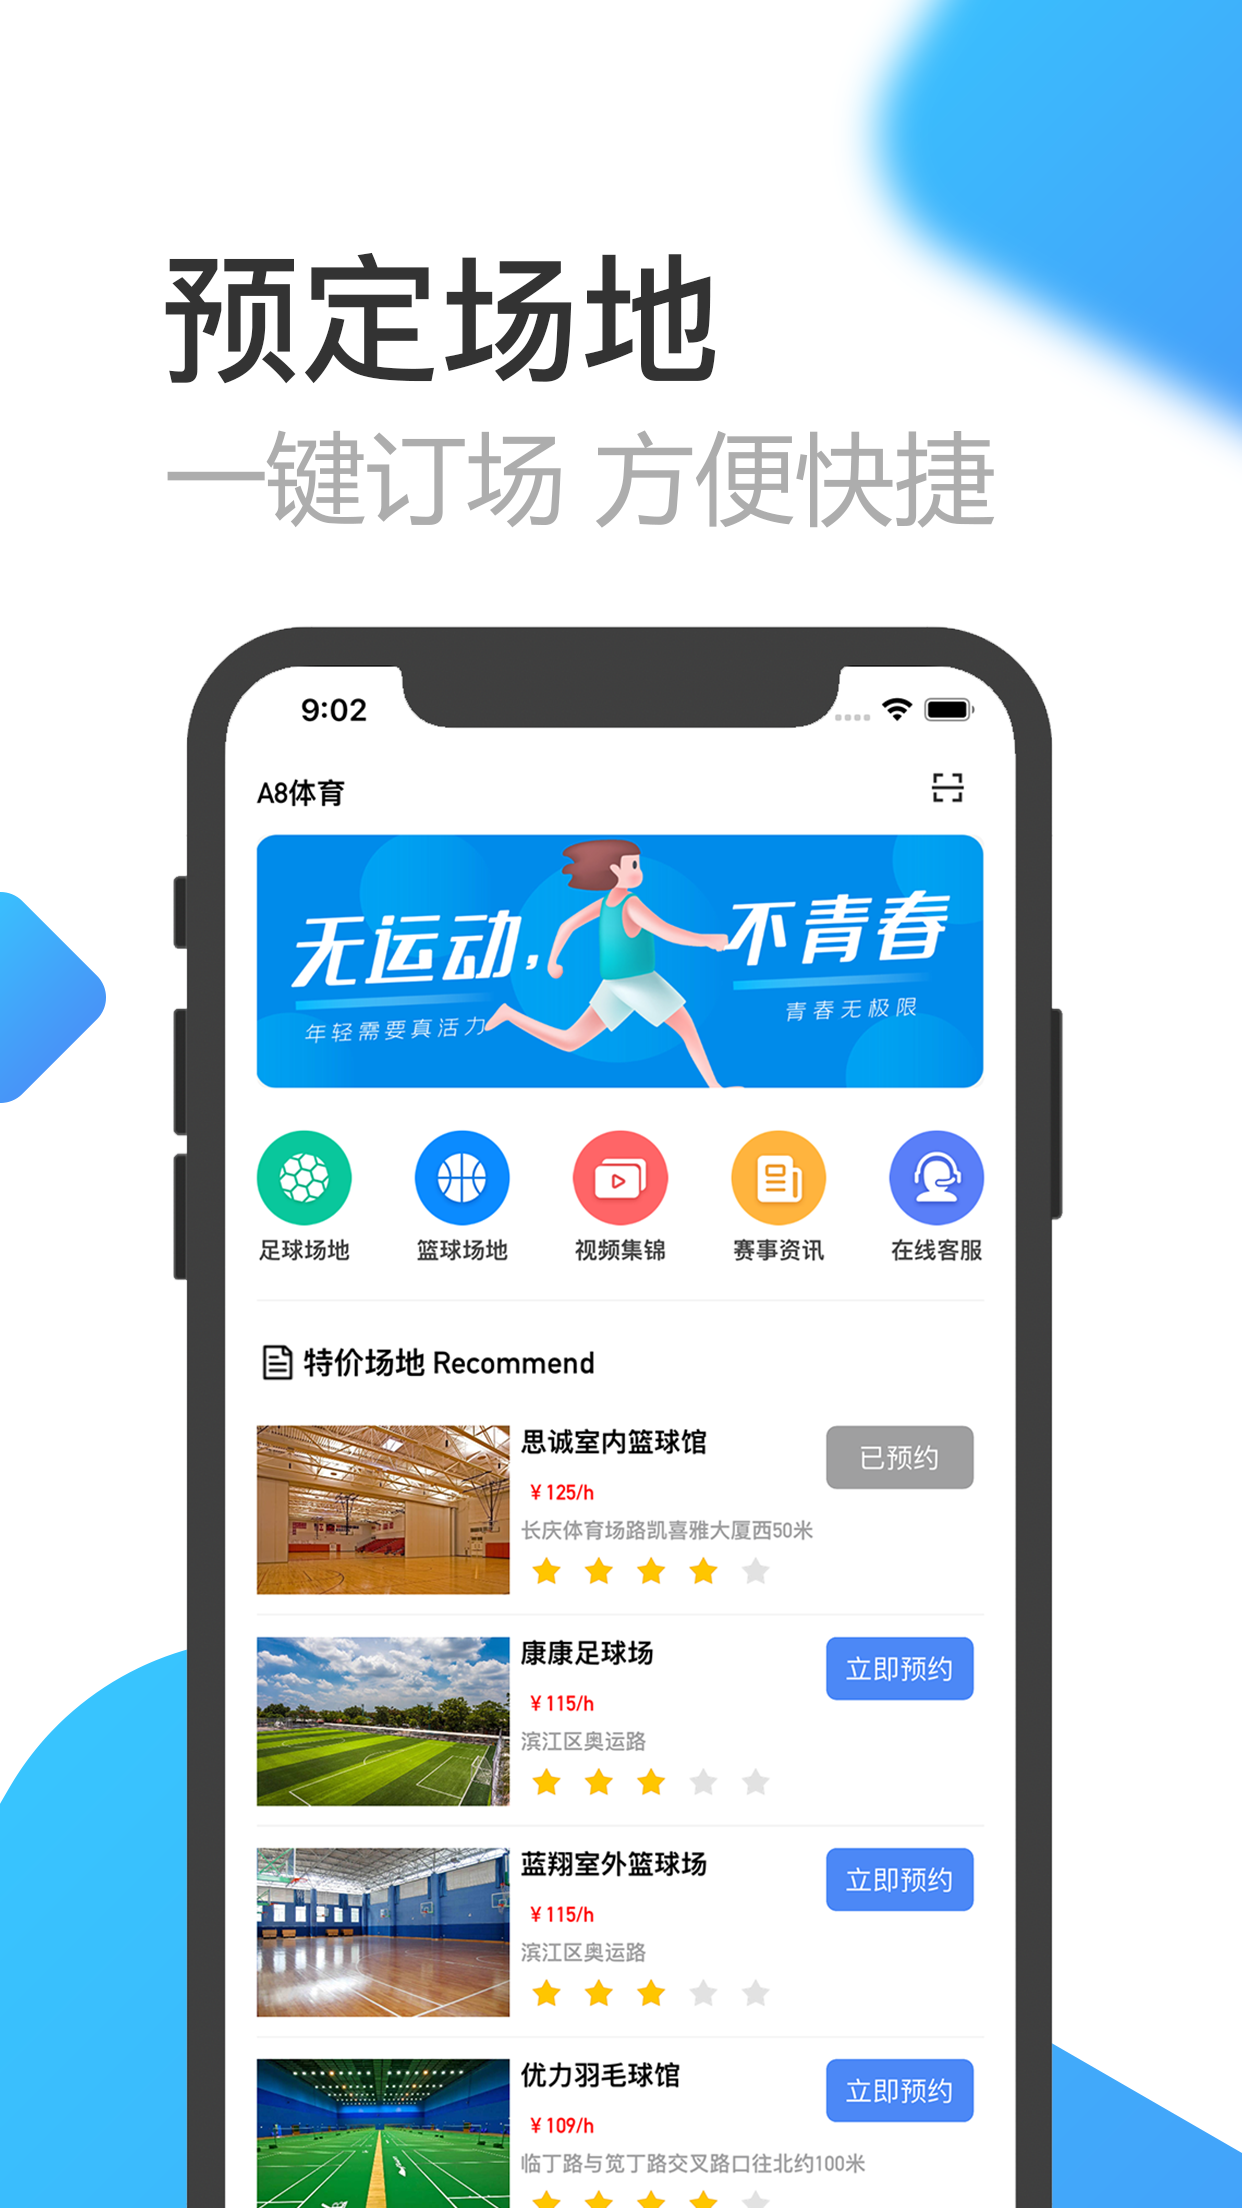 预定场地
一键订场 方便快捷
9:02
A8体育
无运动,
不青春
年轻需要真活力
青春无极限
足球场地
篮球场地
视频集锦
赛事资讯
在线客服
特价场地 Recommend
思诚室内篮球馆
已预约
¥125/h
长庆体育场路凯喜雅大厦西50米
康康足球场
立即预约
¥115/h
滨江区奥运路
蓝翔室外篮球场
立即预约
¥115/h
滨江区奥运路
优力羽毛球馆
立即预约
¥109/h
临丁路与笕丁路交叉路口往北约100米